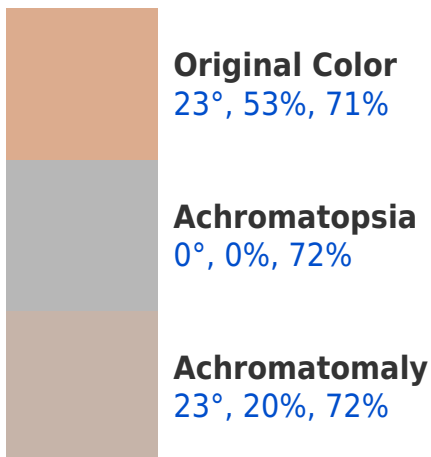 Original Color
23°, 53%, 71%
Achromatopsia
0°, 0%, 72%
Achromatomaly
23°, 20%, 72%